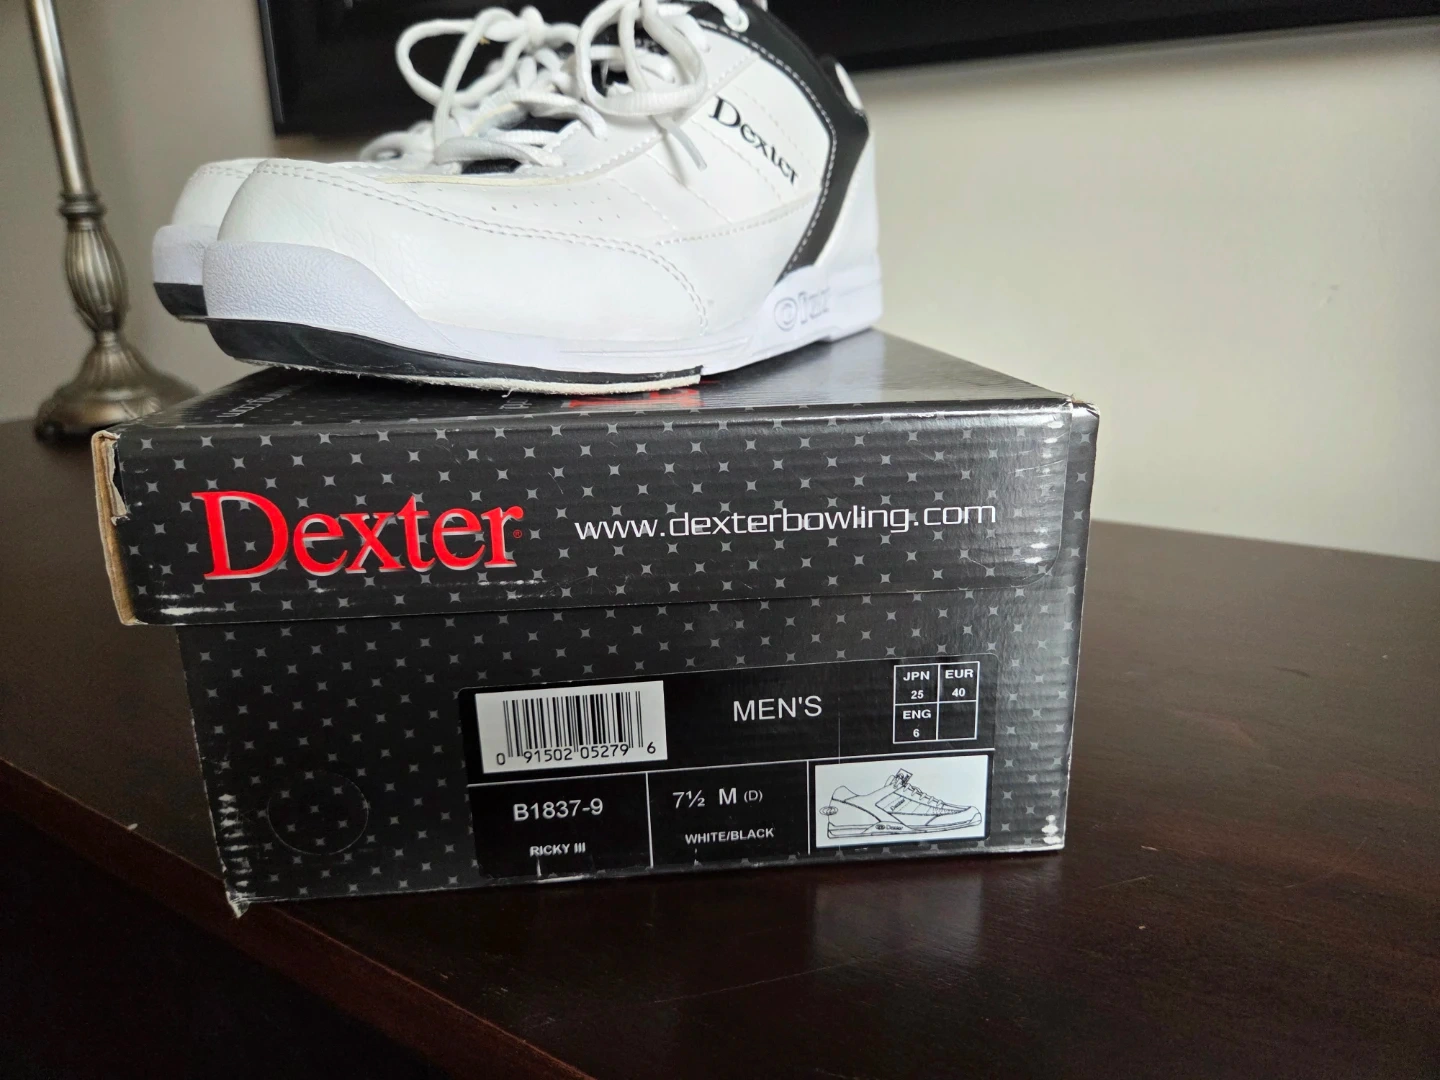 Dexter
Dexter® www.dexterbowling.com
0 91502 05279 6
MEN'S
JPN EUR
25 40
ENG
6
B1837-9
7½ M (D)
RICKY III
WHITE/BLACK
Dexter